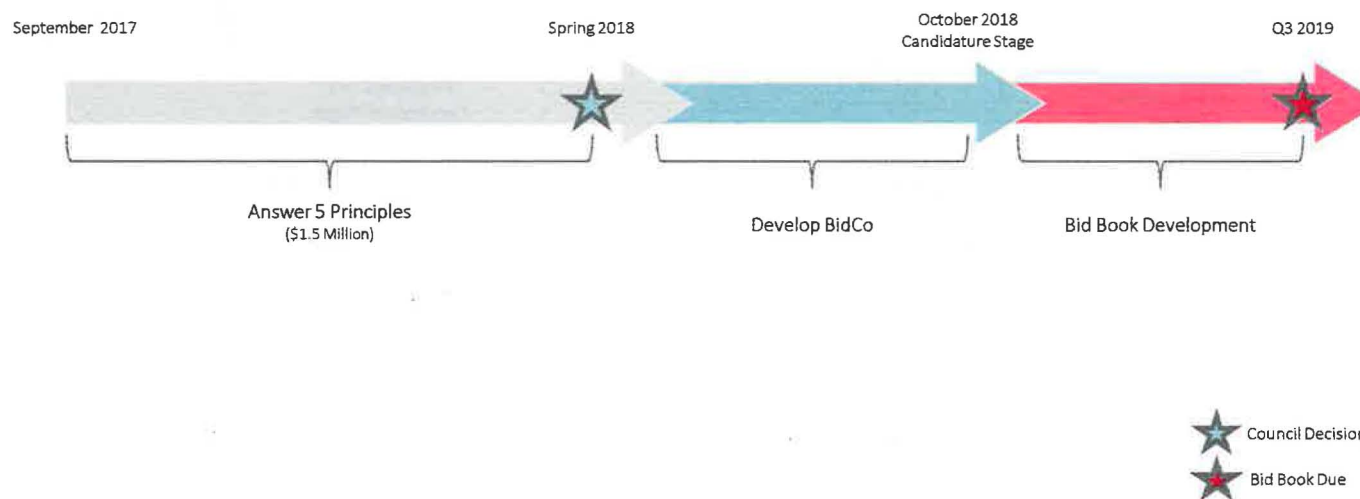 September 2017
Spring 2018
October 2018
Candidature Stage
Q3 2019
Answer 5 Principles
($1.5 Million)
Develop BidCo
Bid Book Development
Council Decision
Bid Book Due